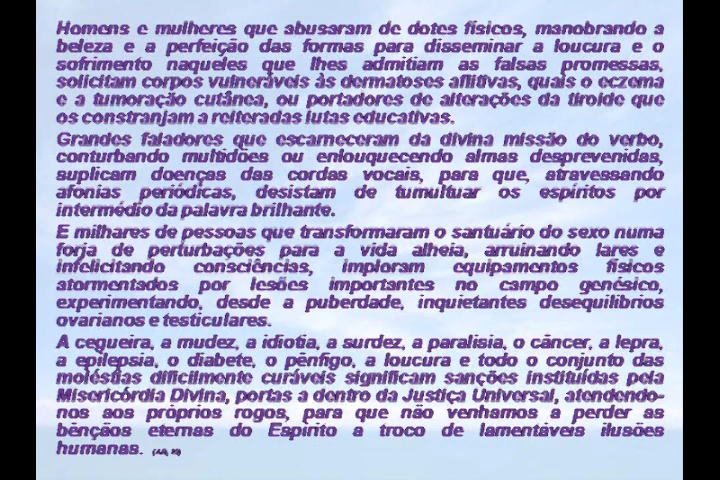 Homens e mulheres que abusaram de dotes físicos, manobrando a
beleza e a perfeição das formas para disseminar a loucura e o
sofrimento naqueles que lhes admitiam as falsas promessas,
solicitam corpos vulneráveis às dermatoses aflitivas, quais o eczema
e a tumoração cutânea, ou portadores de alterações da tiroide que
os constranjam a reiteradas lutas educativas.
Grandes faladores que escarneceram da divina missão do verbo,
conturbando multidões ou enlouquecendo almas desprevenidas,
suplicam doenças das cordas vocais, para que, atravessando
afonias periódicas, desistam de tumultuar os espíritos por
intermédio da palavra brilhante.
E milhares de pessoas que transformaram o santuário do sexo numa
forja de perturbações para a vida alheia, arruinando lares e
infelicitando consciências, imploram equipamentos físicos
atormentados por lesões importantes no campo genésico,
experimentando, desde a puberdade, inquietantes desequilíbrios
ovarianos e testiculares.
A cegueira, a mudez, a idiotia, a surdez, a paralisia, o câncer, a lepra,
a epilepsia, o diabete, o pênfigo, a loucura e todo o conjunto das
moléstias dificilmente curáveis significam sanções instituídas pela
Misericórdia Divina, portas a dentro da Justiça Universal, atendendo-
nos aos próprios rogos, para que não venhamos a perder as
bênçãos eternas do Espírito a troco de lamentáveis ilusões
humanas.